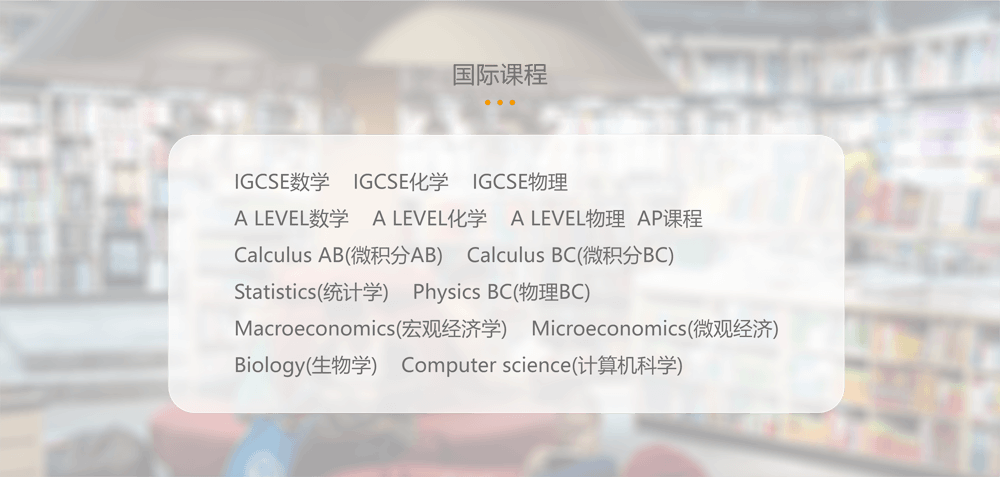 国际课程
IGCSE数学 IGCSE化学 IGCSE物理
A LEVEL数学 A LEVEL化学 A LEVEL物理 AP课程
Calculus AB(微积分AB) Calculus BC(微积分BC)
Statistics(统计学) Physics BC(物理BC)
Macroeconomics(宏观经济学) Microeconomics(微观经济)
Biology(生物学) Computer science(计算机科学)